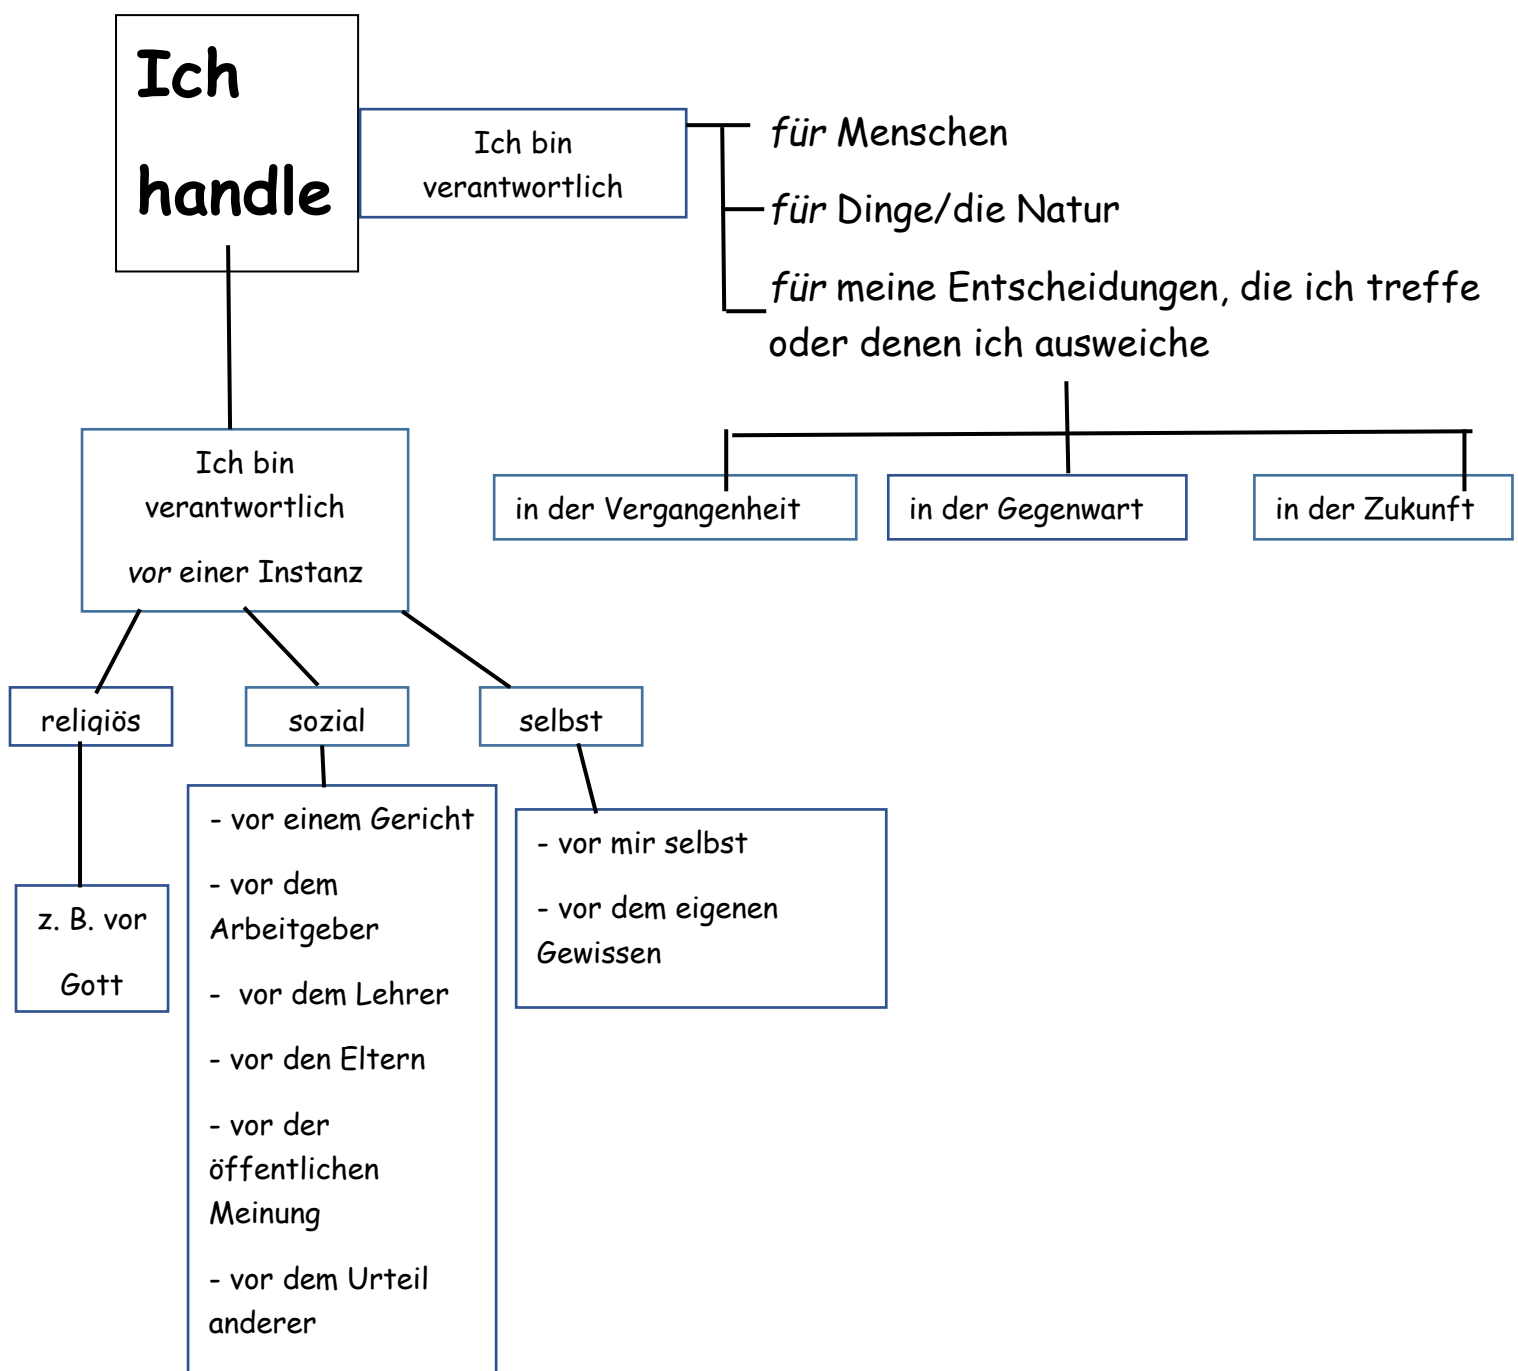 Ich
handle
Ich bin
verantwortlich
für Menschen
für Dinge/die Natur
für meine Entscheidungen, die ich treffe
oder denen ich ausweiche
in der Vergangenheit
in der Gegenwart
in der Zukunft
Ich bin
verantwortlich
vor einer Instanz
religiös
sozial
selbst
z. B. vor
Gott
- vor einem Gericht
- vor dem
Arbeitgeber
-  vor dem Lehrer
- vor den Eltern
- vor der
öffentlichen
Meinung
- vor dem Urteil
anderer
- vor mir selbst
- vor dem eigenen
Gewissen